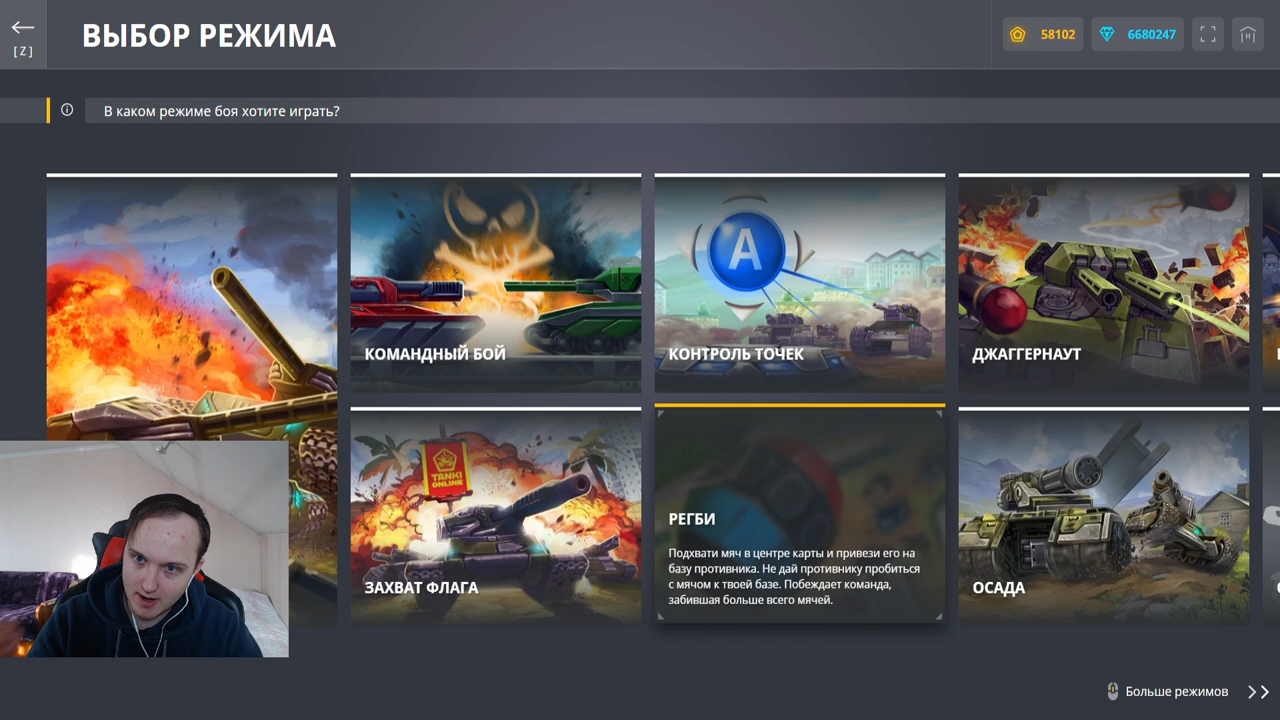 [Z]
ВЫБОР РЕЖИМА
58102
6680247
В каком режиме боя хотите играть?
КОМАНДНЫЙ БОЙ
A
КОНТРОЛЬ ТОЧЕК
ДЖАГГЕРНАУТ
TANKI
ONLINE
ЗАХВАТ ФЛАГА
РЕГБИ
Подхвати мяч в центре карты и привези его на
базу противника. Не дай противнику пробиться
с мячом к твоей базе. Побеждает команда,
забившая больше всего мячей.
ОСАДА
Больше режимов